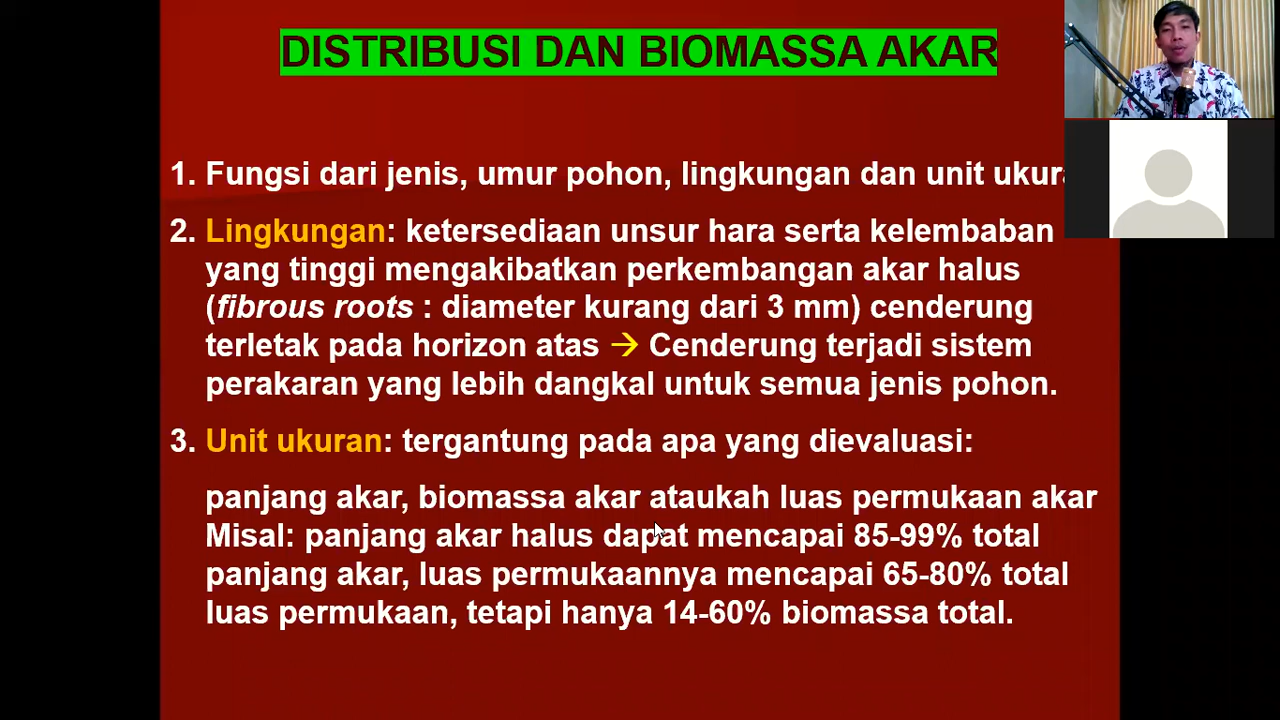 DISTRIBUSI DAN BIOMASSA AKAR
1. Fungsi dari jenis, umur pohon, lingkungan dan unit
2. Lingkungan: ketersediaan unsur hara serta kelembaban
yang tinggi mengakibatkan perkembangan akar halus
(fibrous roots : diameter kurang dari 3 mm) cenderung
terletak pada horizon atas → Cenderung terjadi sistem
perakaran yang lebih dangkal untuk semua jenis pohon.
3. Unit ukuran: tergantung pada apa yang dievaluasi:
panjang akar, biomassa akar ataukah luas permukaan akar
Misal: panjang akar halus dapat mencapai 85-99% total
panjang akar, luas permukaannya mencapai 65-80% total
luas permukaan, tetapi hanya 14-60% biomassa total.